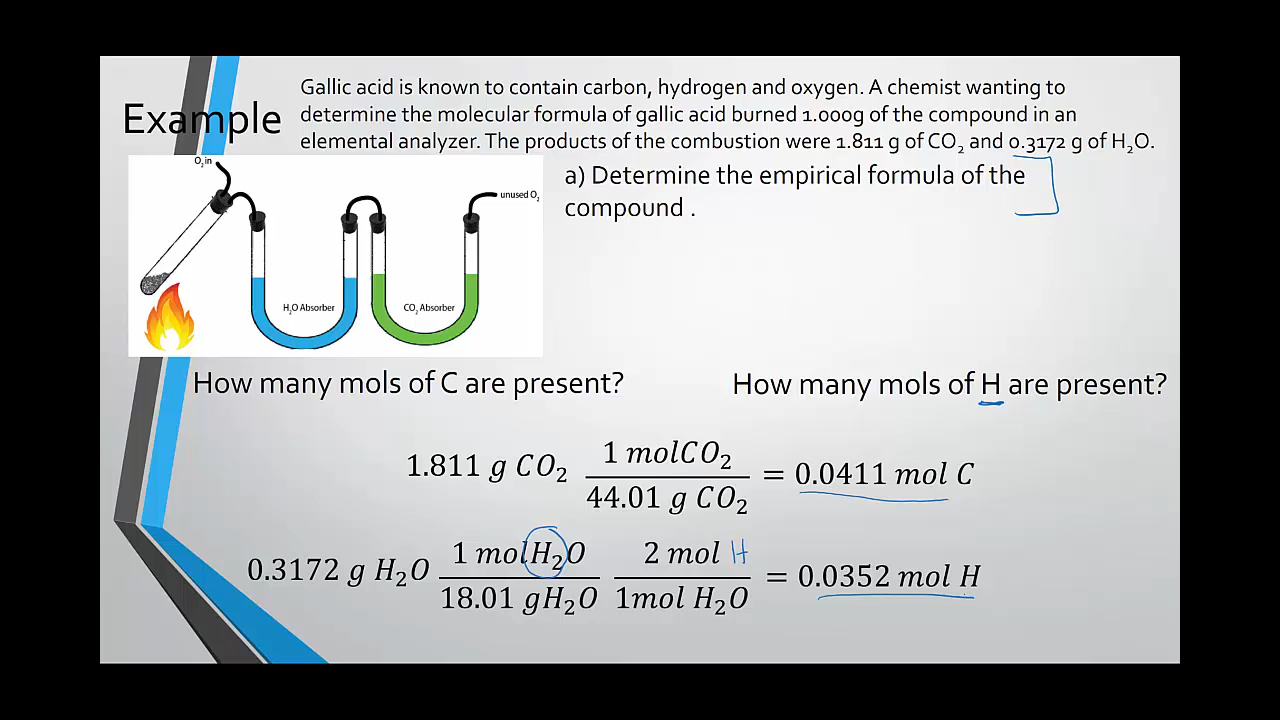 Example
Gallic acid is known to contain carbon, hydrogen and oxygen. A chemist wanting to
determine the molecular formula of gallic acid burned 1.000g of the compound in an
elemental analyzer. The products of the combustion were 1.811 g of CO₂ and 0.3172 g of H₂O.
a) Determine the empirical formula of the
compound .
O₂ in
unused O₂
H₂O Absorber
CO₂ Absorber
How many mols of C are present?
How many mols of H are present?
1.811 g CO₂ 1 molCO₂ / 44.01 g CO₂ = 0.0411 mol C
0.3172 g H₂O 1 molH₂O / 18.01 gH₂O 2 mol H / 1mol H₂O = 0.0352 mol H